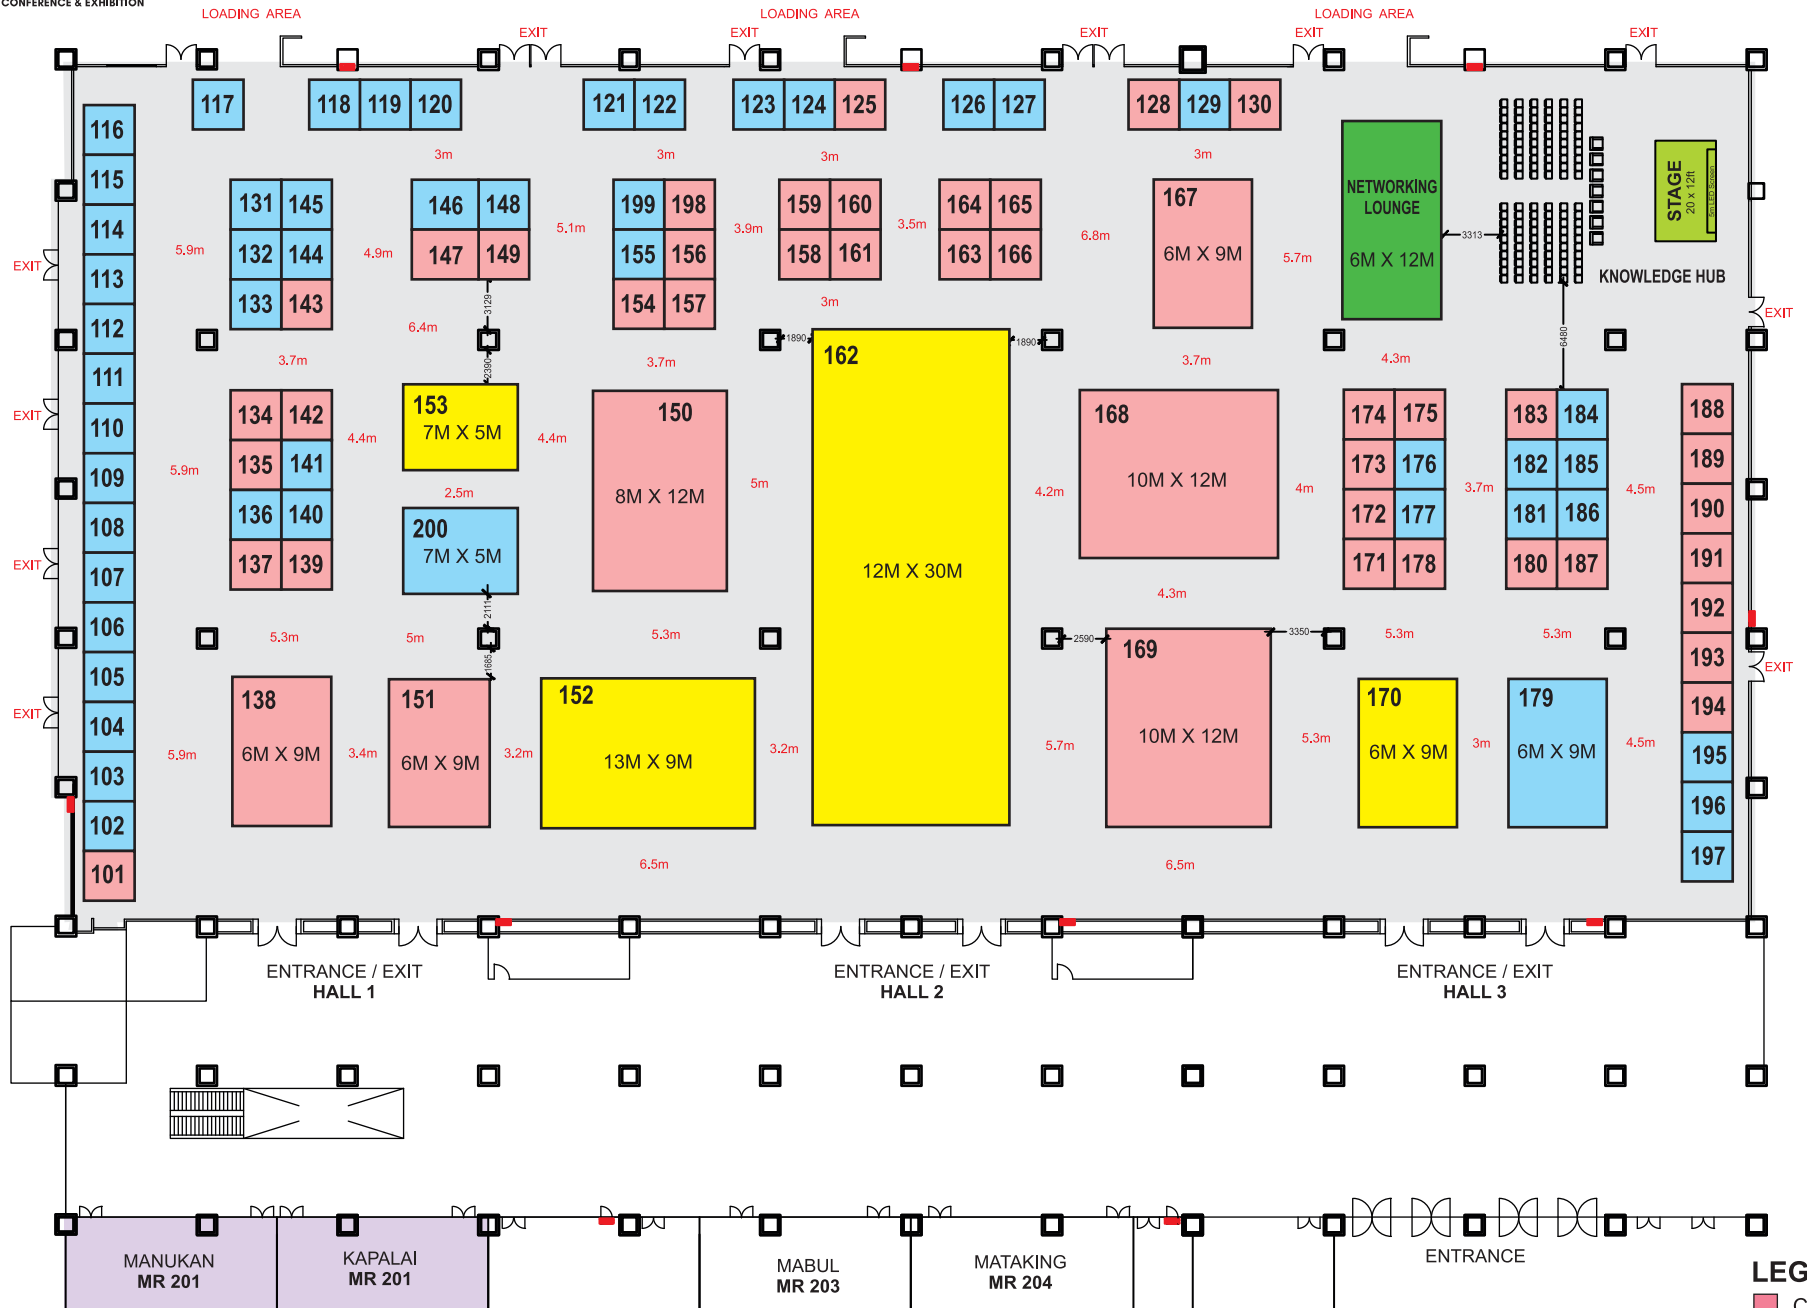 CONFERENCE & EXHIBITION
LOADING AREA
LOADING AREA
LOADING AREA
EXIT
EXIT
EXIT
EXIT
EXIT
117
118 119 120
121 122
123 124 125
126 127
128 129 130
116
115
114
113
112
111
110
109
108
107
106
105
104
103
102
101
EXIT
EXIT
EXIT
EXIT
3m
3m
3m
3m
131 145
132 144
133 143
146 148
147 149
199 198
155 156
154 157
159 160
158 161
164 165
163 166
167
6M X 9M
NETWORKING
LOUNGE
6M X 12M
3313
STAGE
20 x 12ft
5m LED Screen
KNOWLEDGE HUB
EXIT
5.9m
4.9m
5.1m
3.9m
3.5m
6.8m
5.7m
3m
3129
6.4m
2390
1890
1890
6480
3.7m
3.7m
3.7m
4.3m
134 142
135 141
136 140
137 139
153
7M X 5M
2.5m
200
7M X 5M
2111
150
8M X 12M
162
12M X 30M
168
10M X 12M
174 175
173 176
172 177
171 178
183 184
182 185
181 186
180 187
188
189
190
191
192
193
194
195
196
197
5.9m
4.4m
4.4m
5m
4.2m
4m
3.7m
4.5m
4.3m
5.3m
5m
5.3m
2590
3350
5.3m
5.3m
EXIT
1685
138
6M X 9M
151
6M X 9M
152
13M X 9M
169
10M X 12M
170
6M X 9M
179
6M X 9M
5.9m
3.4m
3.2m
3.2m
5.7m
5.3m
3m
4.5m
6.5m
6.5m
ENTRANCE / EXIT
HALL 1
ENTRANCE / EXIT
HALL 2
ENTRANCE / EXIT
HALL 3
MANUKAN
MR 201
KAPALAI
MR 201
MABUL
MR 203
MATAKING
MR 204
ENTRANCE
LEG